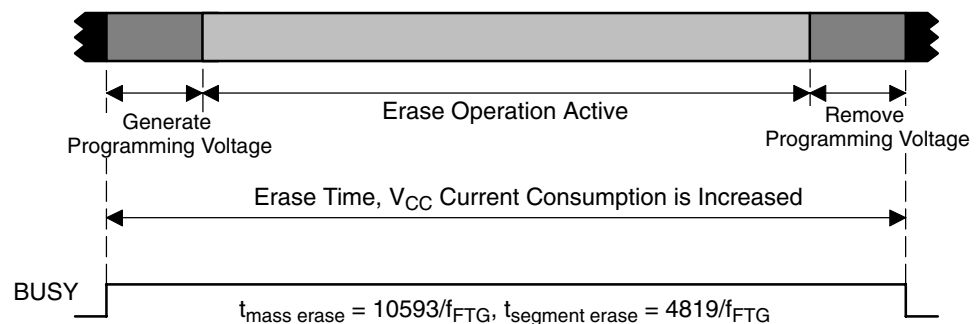 Generate
Programming Voltage
Erase Operation Active
Remove
Programming Voltage
Erase Time, VCC Current Consumption is Increased
BUSY
tmass erase = 10593/fFTG, tsegment erase = 4819/fFTG